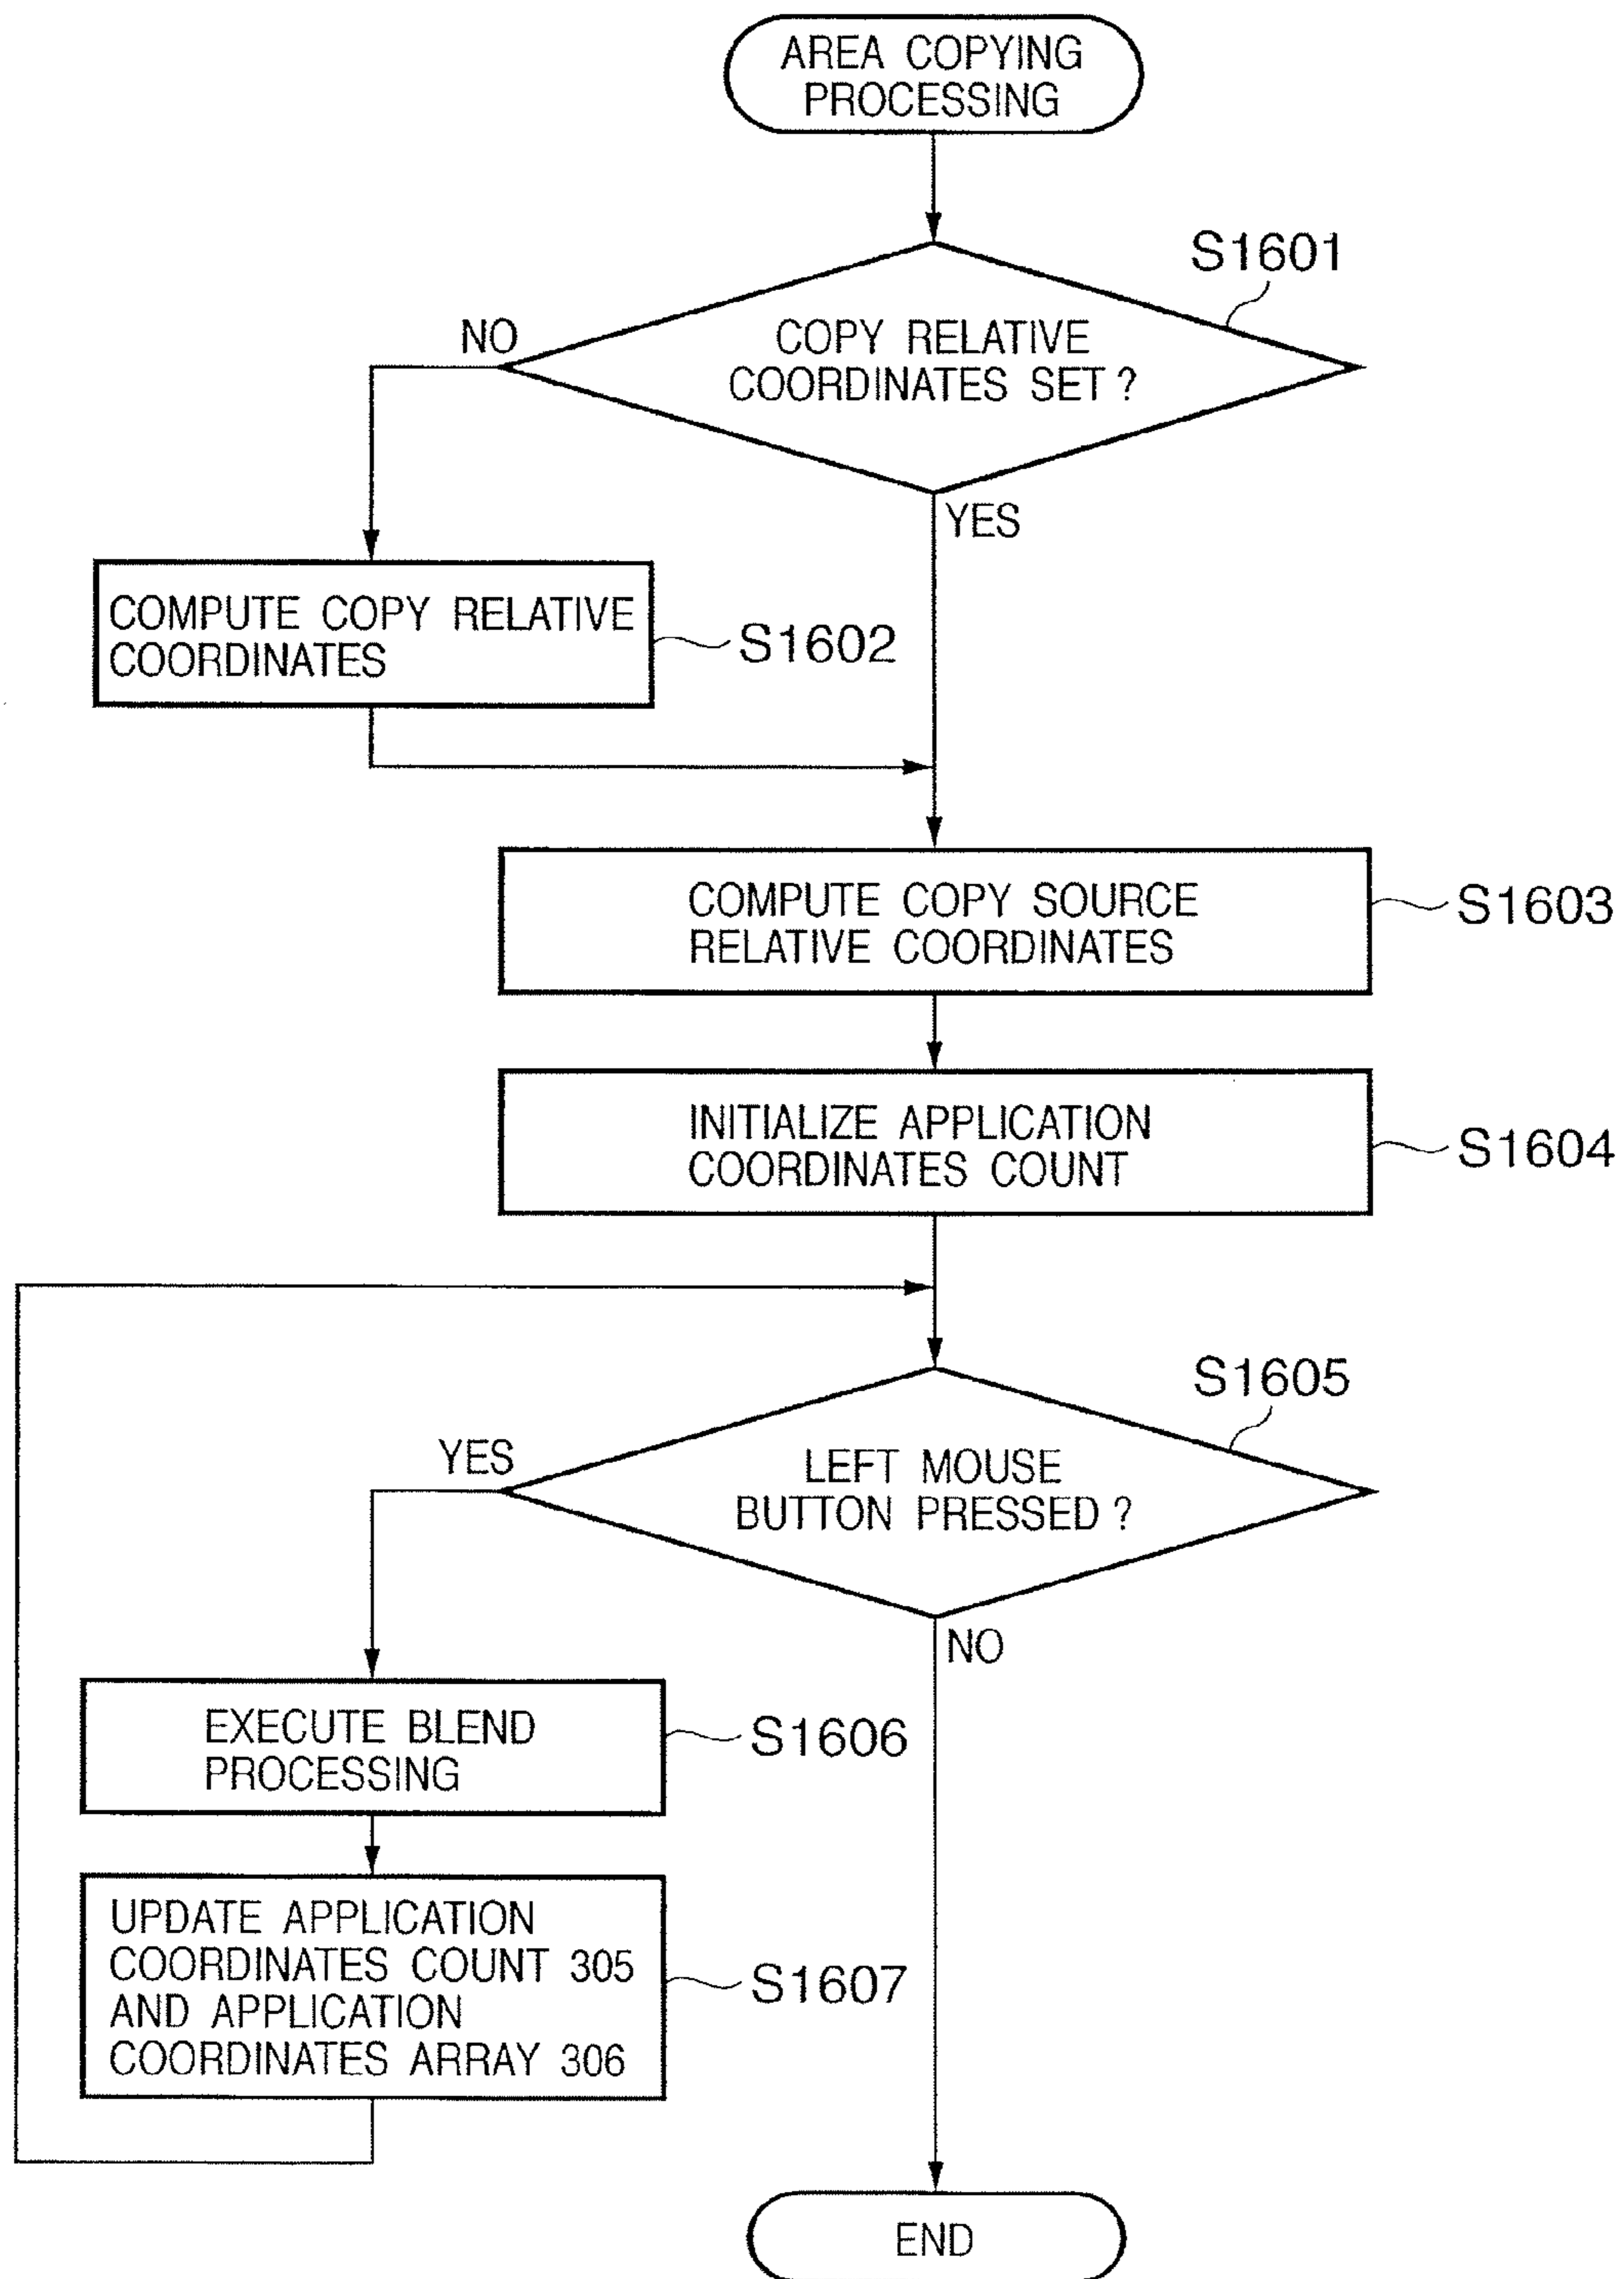 AREA COPYING
PROCESSING
S1601
NO
COPY RELATIVE
COORDINATES SET ?
YES
COMPUTE COPY RELATIVE
COORDINATES
S1602
COMPUTE COPY SOURCE
RELATIVE COORDINATES
S1603
INITIALIZE APPLICATION
COORDINATES COUNT
S1604
S1605
YES
LEFT MOUSE
BUTTON PRESSED ?
NO
EXECUTE BLEND
PROCESSING
S1606
UPDATE APPLICATION
COORDINATES COUNT 305
AND APPLICATION
COORDINATES ARRAY 306
S1607
END